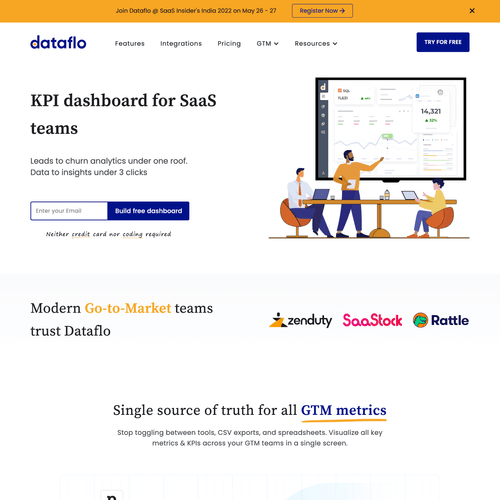 Join Dataflo @ SaaS Insider's India 2022 on May 26 - 27
Register Now →
dataflo
Features
Integrations
Pricing
GTM
Resources
TRY FOR FREE
KPI dashboard for SaaS
teams
Leads to churn analytics under one roof.
Data to insights under 3 clicks
Enter your Email
Build free dashboard
Neither credit card nor coding required
SQL
14,321
Modern Go-to-Market teams
trust Dataflo
zenduty
SaaStock
Rattle
Single source of truth for all GTM metrics
Stop toggling between tools, CSV exports, and spreadsheets. Visualize all key
metrics & KPIs across your GTM teams in a single screen.